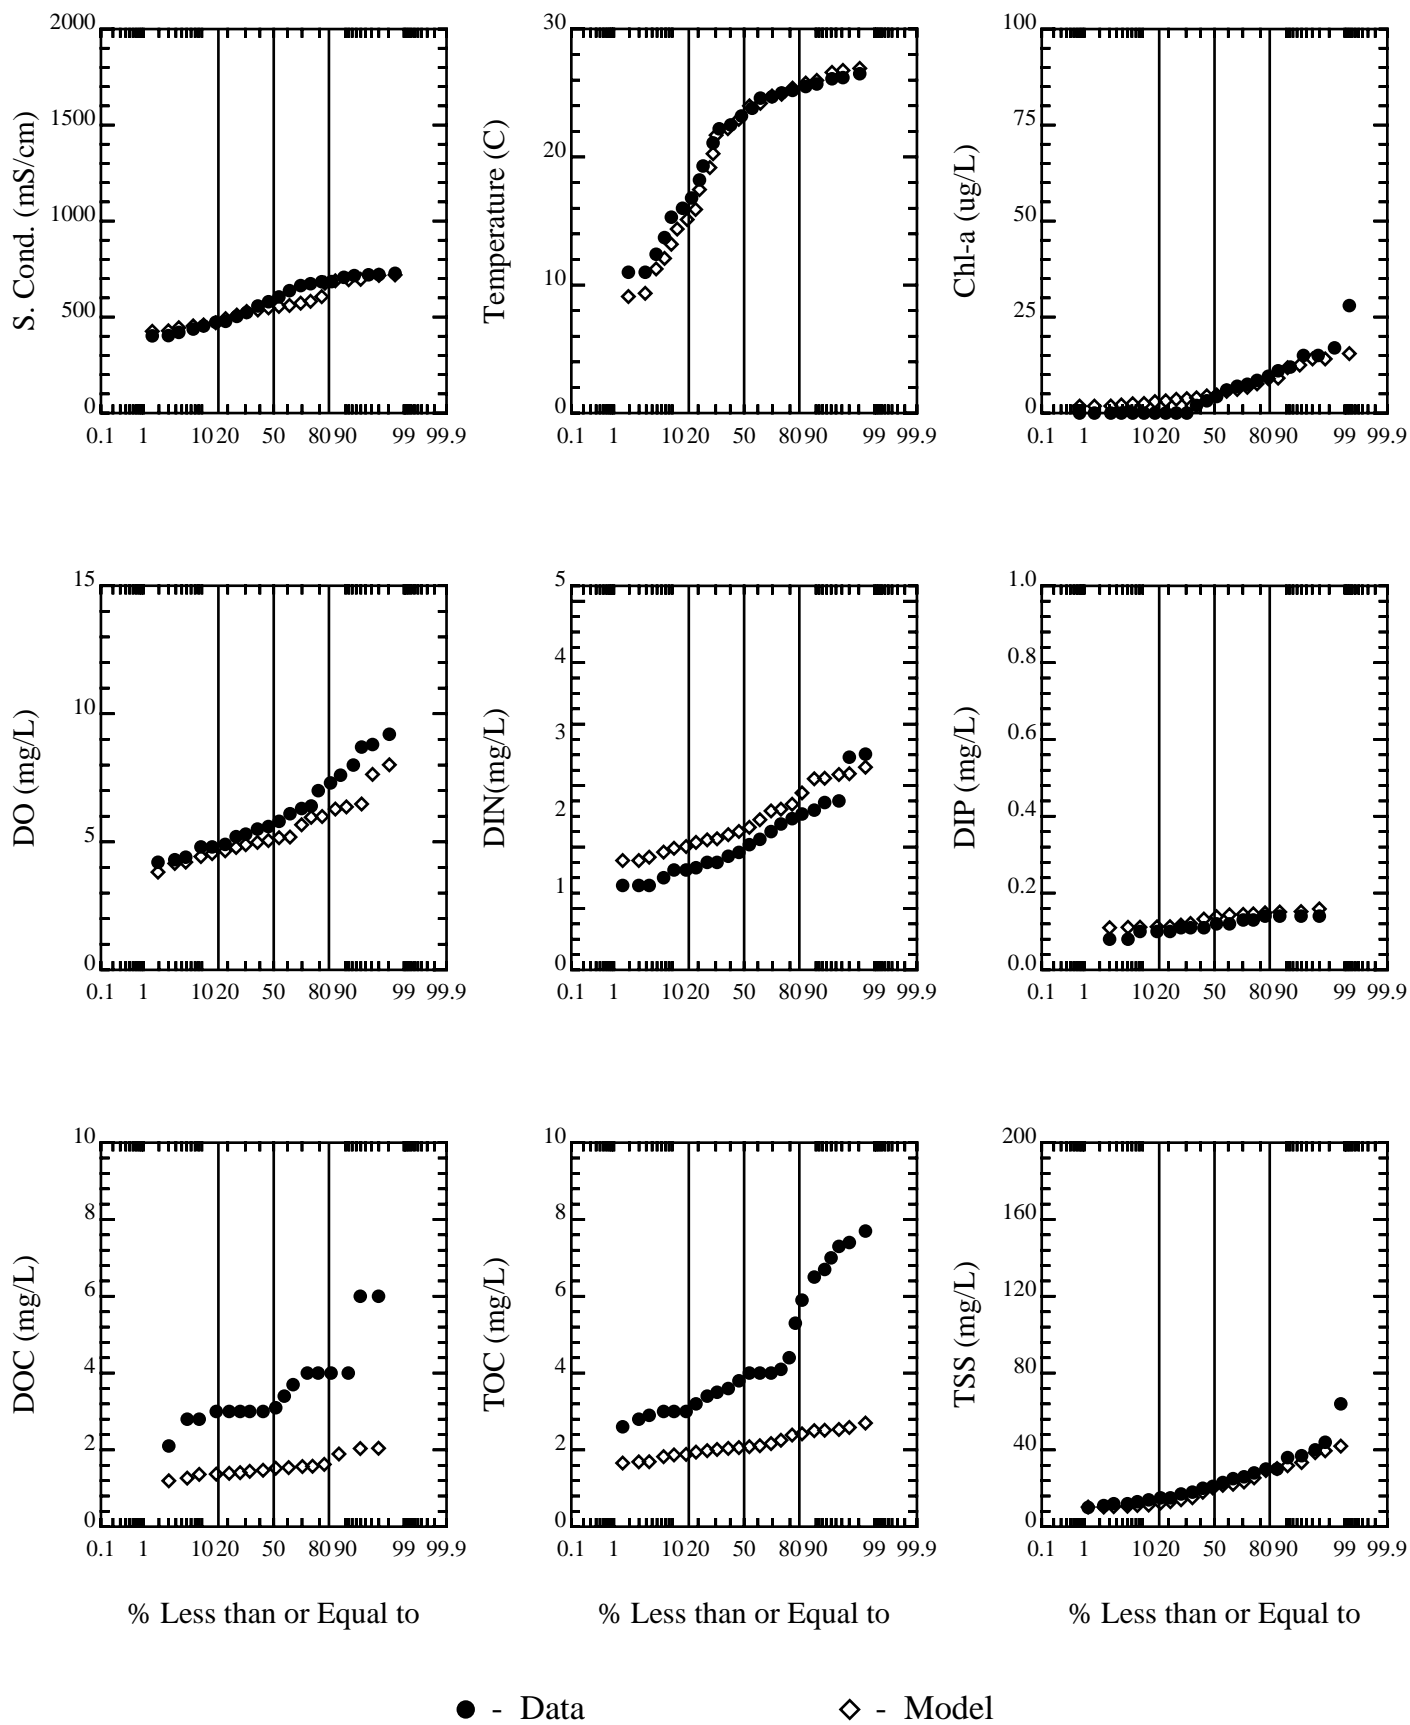 2000
1500
1000
500
0
S. Cond. (mS/cm)
0.1 1 10 20 50 80 90 99 99.9
30
20
10
0
Temperature (C)
0.1 1 10 20 50 80 90 99 99.9
100
75
50
25
0
Chl-a (ug/L)
0.1 1 10 20 50 80 90 99 99.9
15
10
5
0
DO (mg/L)
0.1 1 10 20 50 80 90 99 99.9
5
4
3
2
1
0
DIN(mg/L)
0.1 1 10 20 50 80 90 99 99.9
1.0
0.8
0.6
0.4
0.2
0.0
DIP (mg/L)
0.1 1 10 20 50 80 90 99 99.9
10
8
6
4
2
0
DOC (mg/L)
0.1 1 10 20 50 80 90 99 99.9
% Less than or Equal to
10
8
6
4
2
0
TOC (mg/L)
0.1 1 10 20 50 80 90 99 99.9
% Less than or Equal to
200
160
120
80
40
0
TSS (mg/L)
0.1 1 10 20 50 80 90 99 99.9
% Less than or Equal to
- Data
- Model